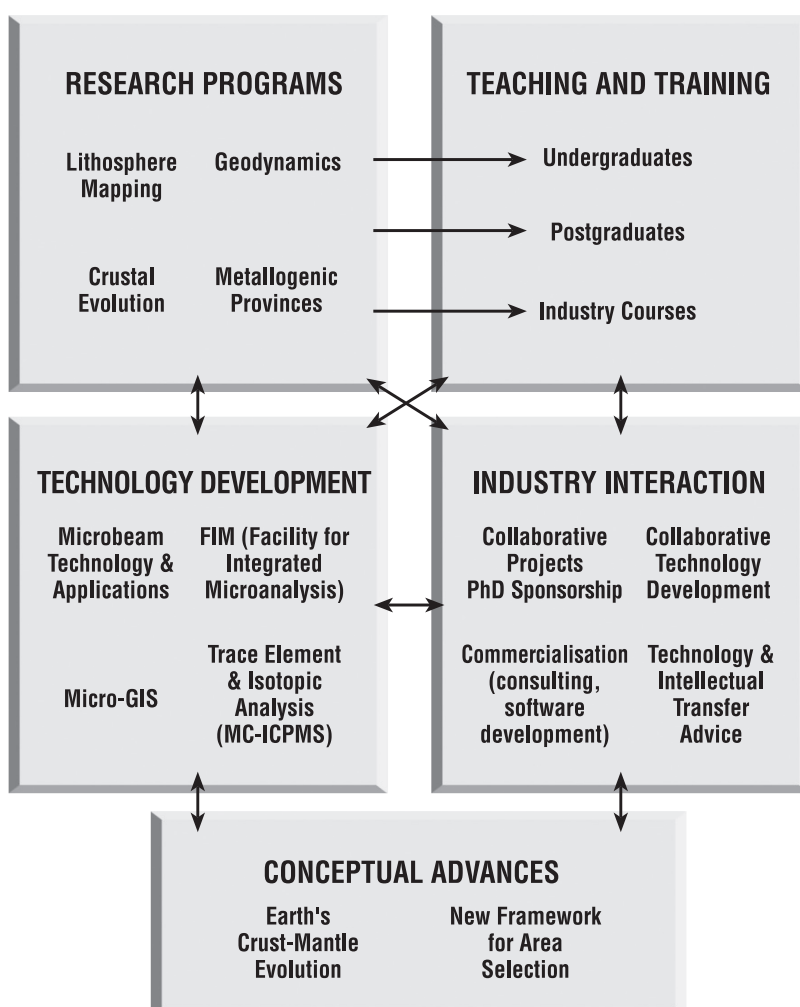 RESEARCH PROGRAMS
Lithosphere
Mapping
Geodynamics
Crustal
Evolution
Metallogenic
Provinces
TEACHING AND TRAINING
Undergraduates
Postgraduates
Industry Courses
TECHNOLOGY DEVELOPMENT
Microbeam
Technology &
Applications
FIM (Facility for
Integrated
Microanalysis)
Micro-GIS
Trace Element
& Isotopic
Analysis
(MC-ICPMS)
INDUSTRY INTERACTION
Collaborative
Projects
PhD Sponsorship
Collaborative
Technology
Development
Commercialisation
(consulting,
software
development)
Technology &
Intellectual
Transfer
Advice
CONCEPTUAL ADVANCES
Earth's
Crust-Mantle
Evolution
New Framework
for Area
Selection